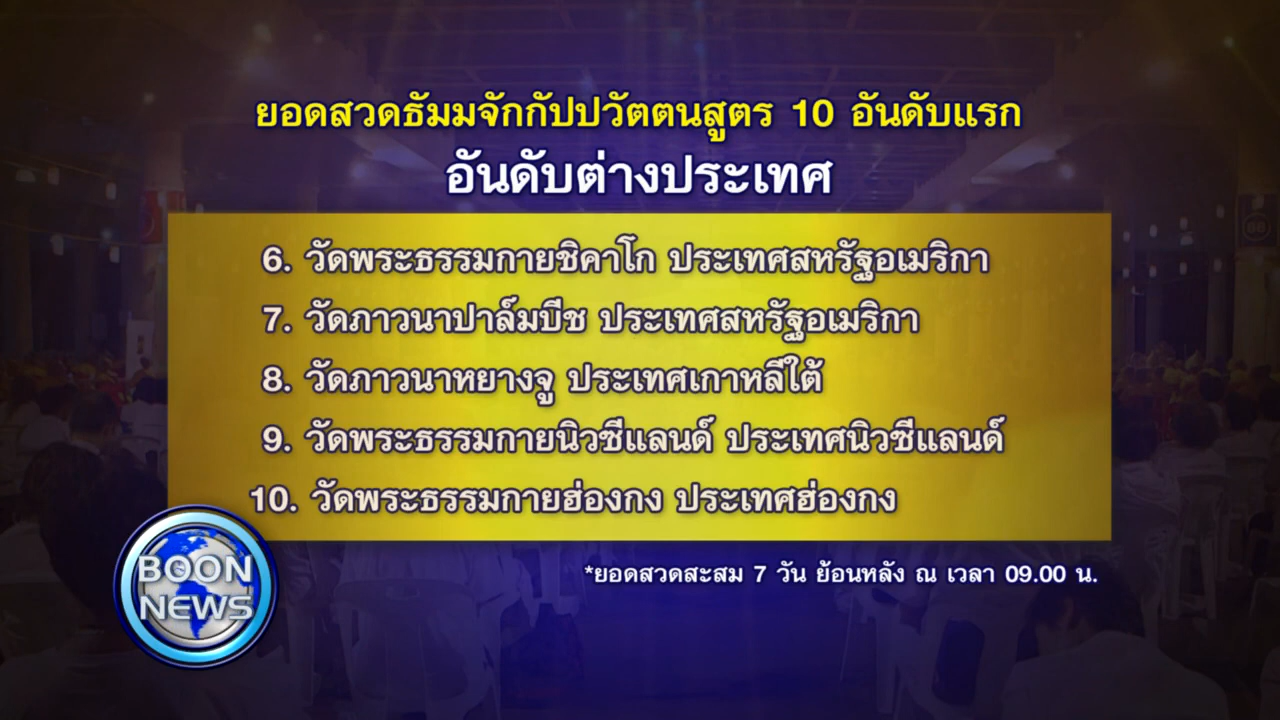 ยอดสวดธัมมจักกัปปวัตตนสูตร 10 อันดับแรก
อันดับต่างประเทศ
6. วัดพระธรรมกายชิคาโก ประเทศสหรัฐอเมริกา
7. วัดภาวนาปาล์มบีช ประเทศสหรัฐอเมริกา
8. วัดภาวนาหยางจู ประเทศเกาหลีใต้
9. วัดพระธรรมกายนิวซีแลนด์ ประเทศนิวซีแลนด์
10. วัดพระธรรมกายฮ่องกง ประเทศฮ่องกง
*ยอดสวดสะสม 7 วัน ย้อนหลัง ณ เวลา 09.00 น.
BOON
NEWS